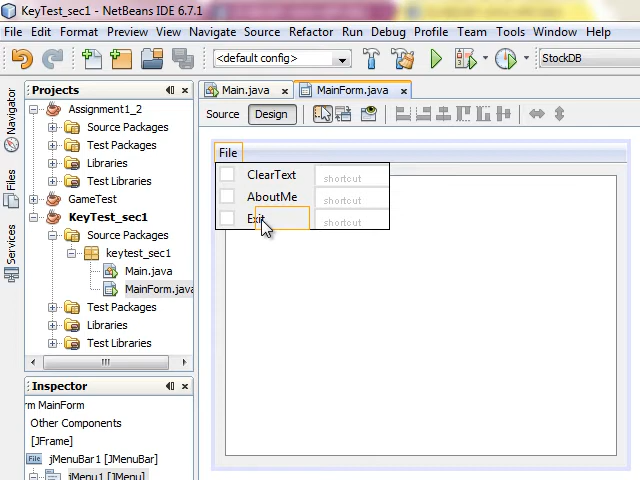 KeyTest_sec1 - NetBeans IDE 6.7.1
File Edit Format Preview View Navigate Source Refactor Run Debug Profile Team Tools Window Help
<default config>
StockDB
Navigator
Files
Services
Projects
Assignment1_2
Source Packages
Test Packages
Libraries
Test Libraries
GameTest
KeyTest_sec1
Source Packages
keytest_sec1
Main.java
MainForm.java
Test Packages
Libraries
Test Libraries
Inspector
rm MainForm
Other Components
[JFrame]
File jMenuBar1 [JMenuBar]
jMenu1 [JMenu]
Main.java
MainForm.java
Source
Design
File
ClearText shortcut
AboutMe shortcut
Exit shortcut